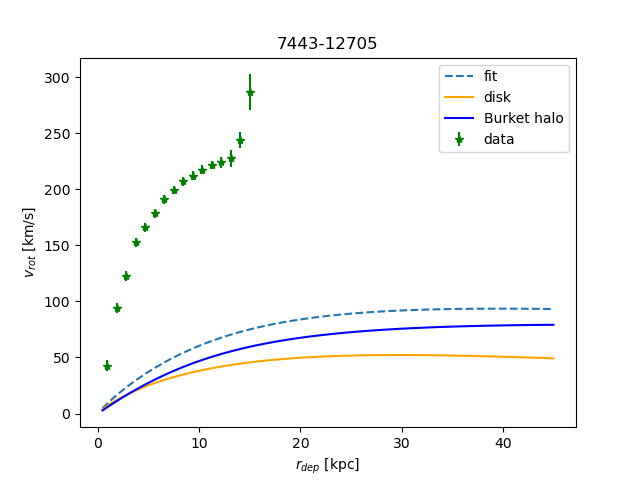 7443-12705
300
250
200
150
100
50
0
v_rot [km/s]
fit
disk
Burket halo
data
0 10 20 30 40
r_dep [kpc]